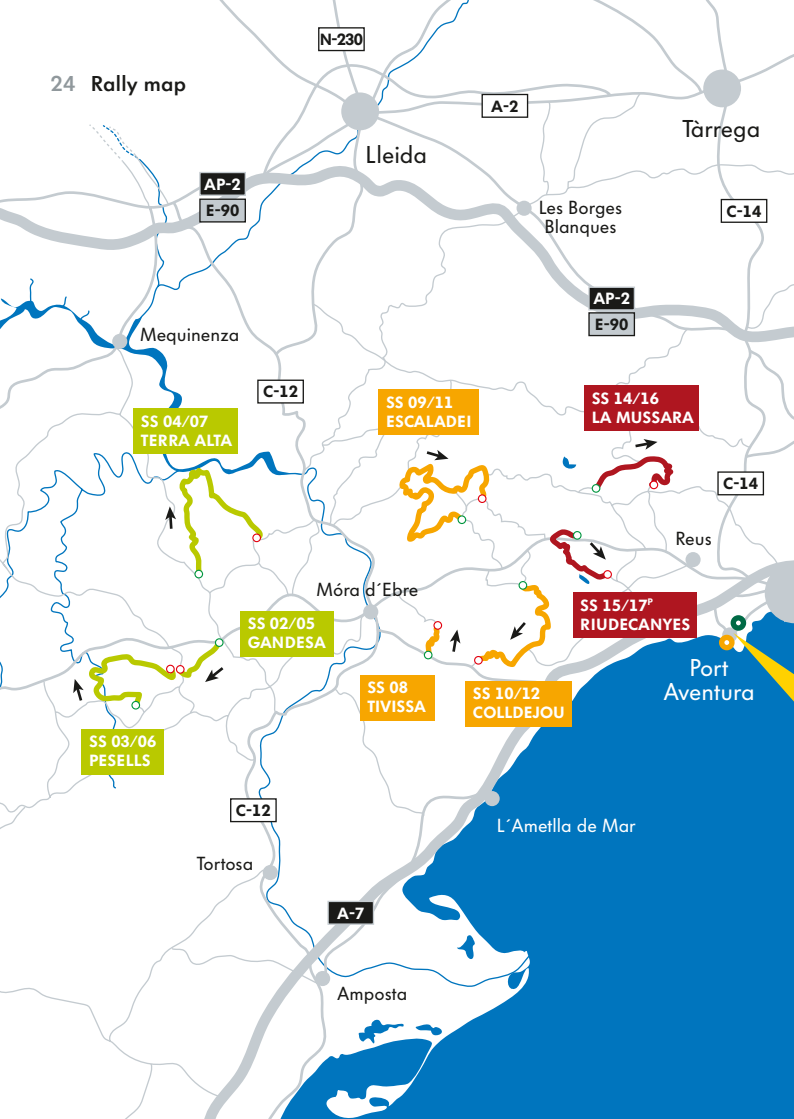 24 Rally map
N-230
A-2
Tàrrega
Lleida
AP-2
E-90
Les Borges
Blanques
C-14
AP-2
E-90
Mequinenza
C-12
SS 04/07
TERRA ALTA
SS 09/11
ESCALADEI
SS 14/16
LA MUSSARA
C-14
Reus
Móra d´Ebre
SS 15/17P
RIUDECANYES
SS 02/05
GANDESA
Port
Aventura
SS 08
TIVISSA
SS 10/12
COLLDEJOU
SS 03/06
PESELLS
C-12
L´Ametlla de Mar
Tortosa
A-7
Amposta